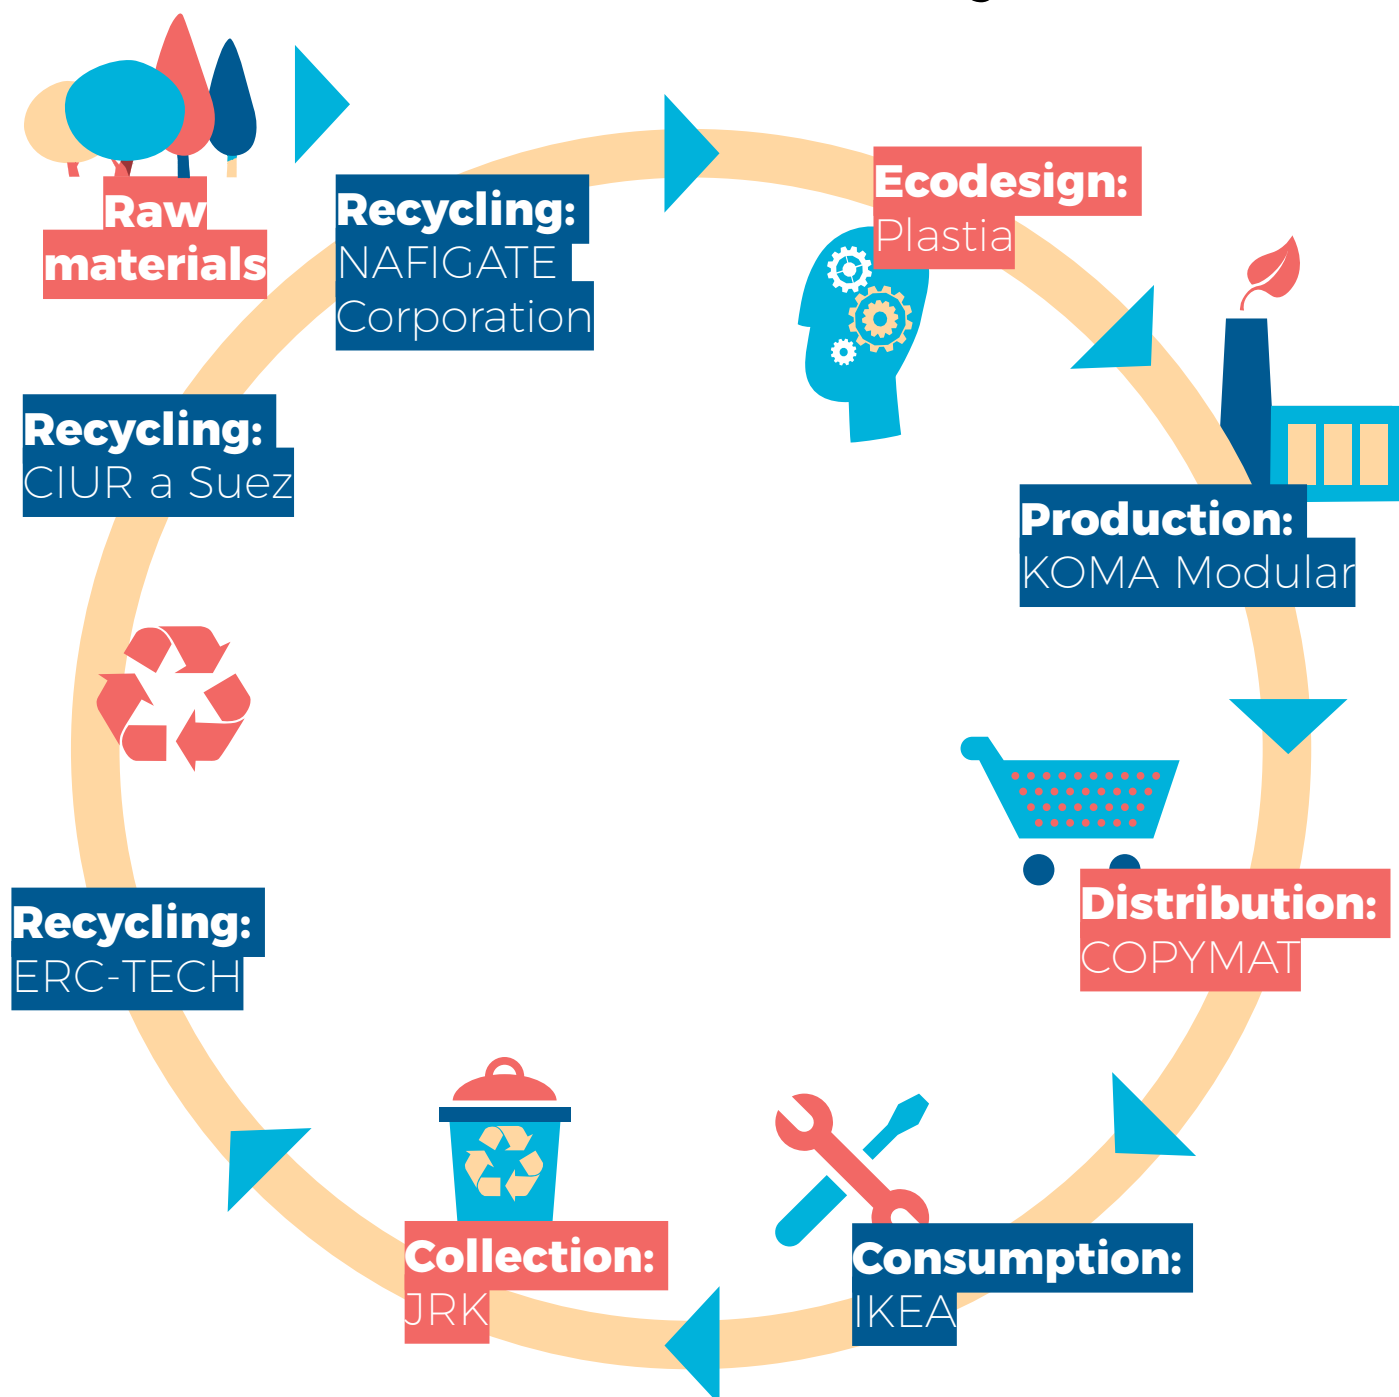 Raw
materials
Recycling:
NAFIGATE
Corporation
Ecodesign:
Plastia
Production:
KOMA Modular
Distribution:
COPYMAT
Consumption:
IKEA
Collection:
JRK
Recycling:
ERC-TECH
Recycling:
CIUR a Suez